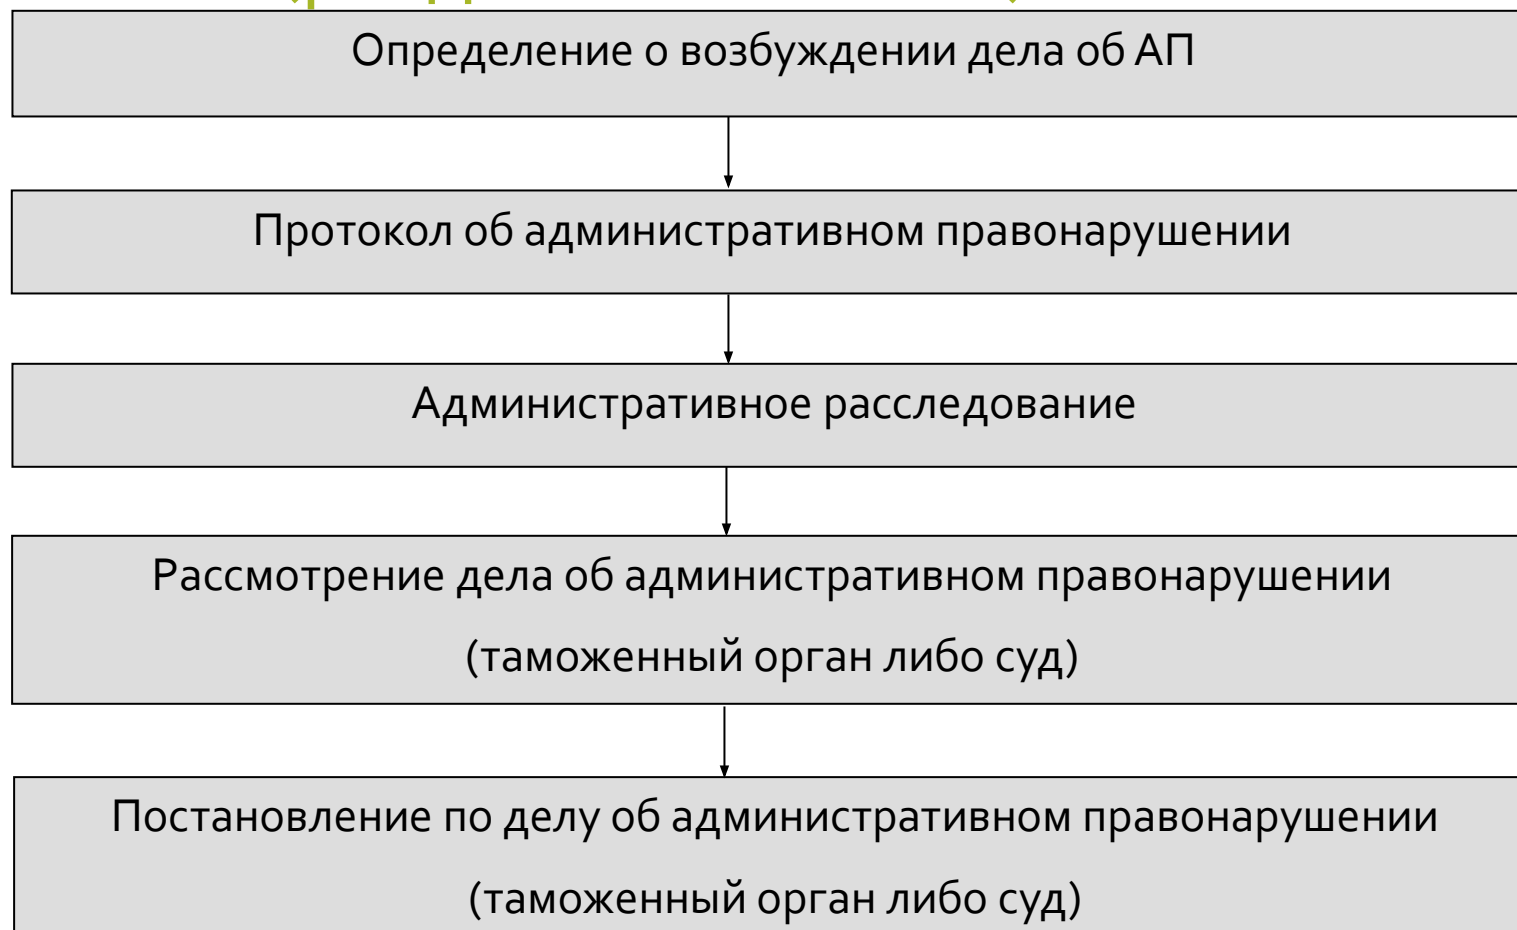 Определение о возбуждении дела об АП
Протокол об административном правонарушении
Административное расследование
Рассмотрение дела об административном правонарушении
(таможенный орган либо суд)
Постановление по делу об административном правонарушении
(таможенный орган либо суд)